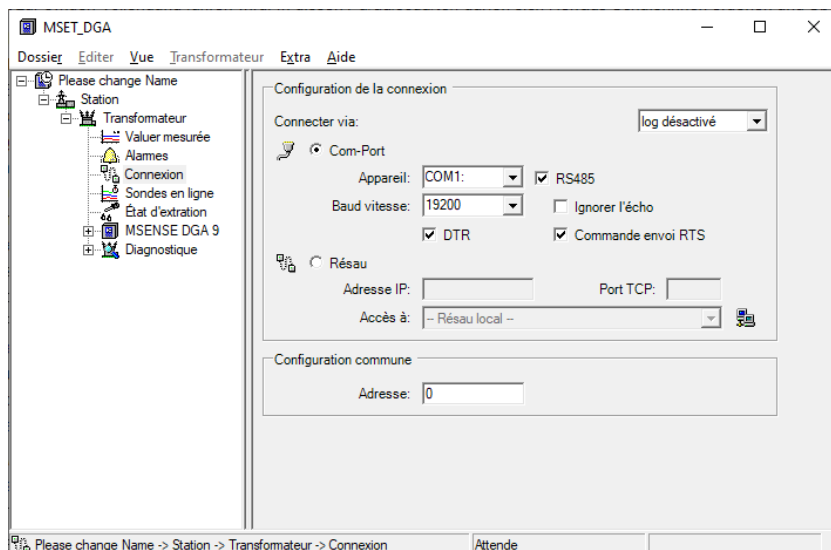 MSET_DGA
Dossier Editer Vue Transformateur Extra Aide
Please change Name
Station
Transformateur
Valuer mesurée
Alarmes
Connexion
Sondes en ligne
État d'extration
MSENSE DGA 9
Diagnostique
Configuration de la connexion
Connecter via: log désactivé
Com-Port
Appareil: COM1: RS485
Baud vitesse: 19200 Ignorer l'écho
DTR Commande envoi RTS
Résau
Adresse IP: Port TCP:
Accès à: -- Résau local --
Configuration commune
Adresse: 0
Please change Name -> Station -> Transformateur -> Connexion Attende